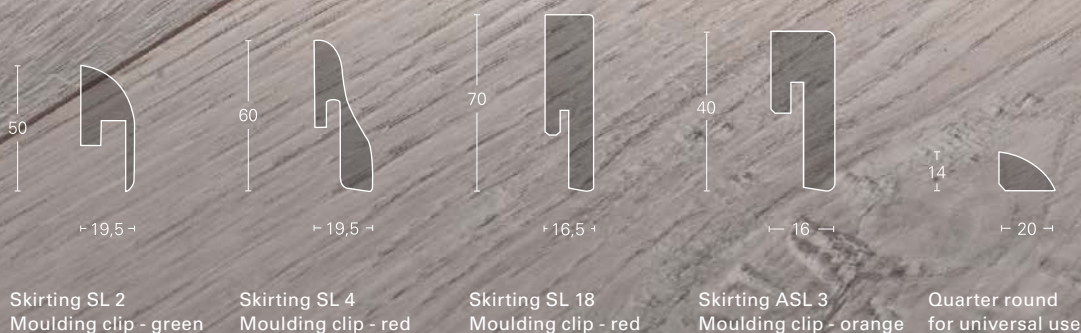 50
19,5
60
19,5
70
16,5
40
16
14
20
Skirting SL 2
Moulding clip - green
Skirting SL 4
Moulding clip - red
Skirting SL 18
Moulding clip - red
Skirting ASL 3
Moulding clip - orange
Quarter round
for universal use